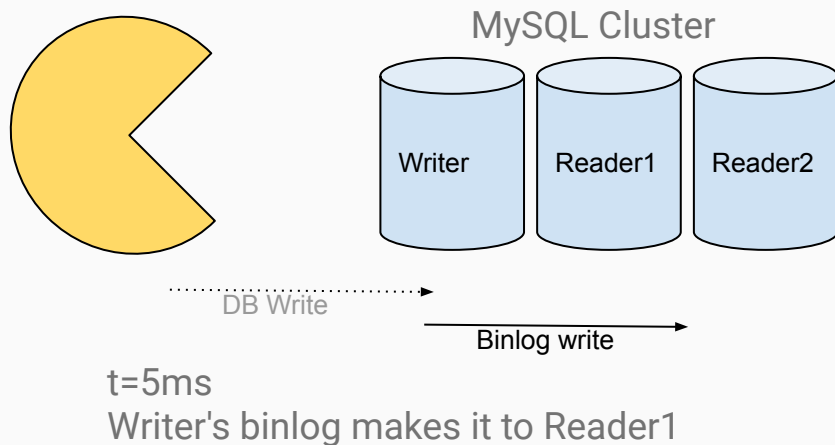 MySQL Cluster
Writer
Reader1
Reader2
DB Write
Binlog write
t=5ms
Writer's binlog makes it to Reader1